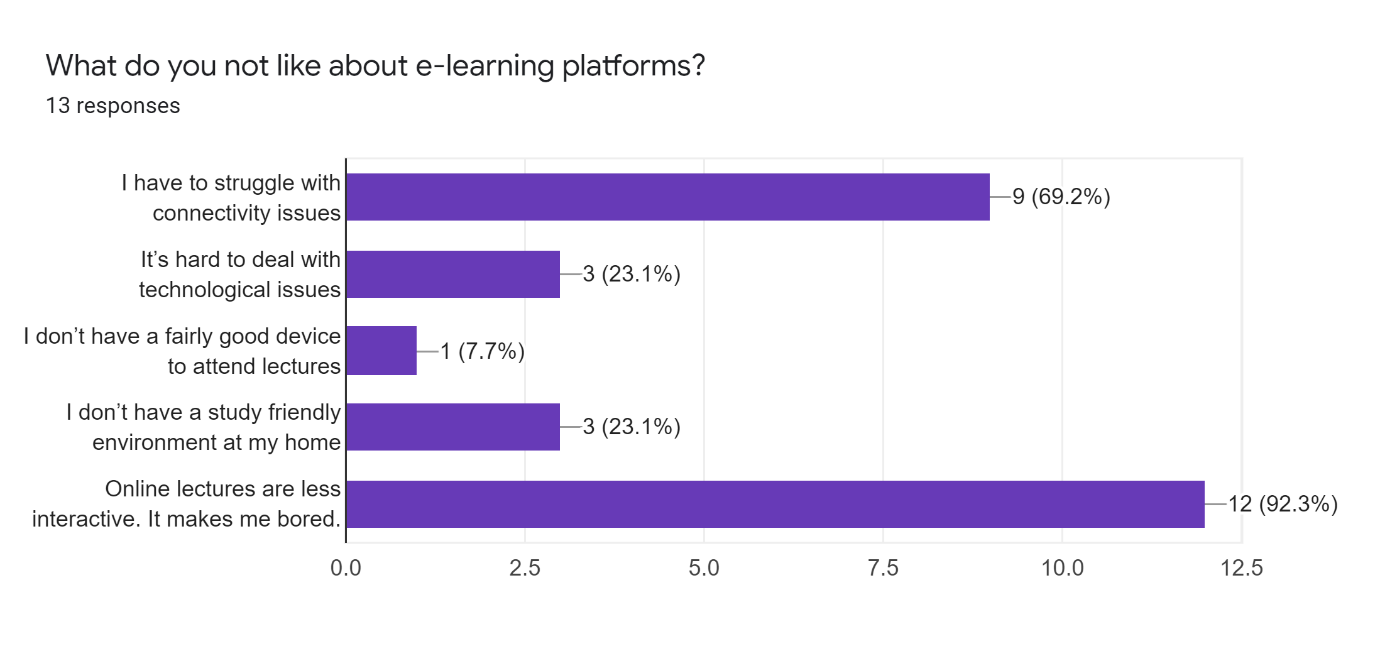 What do you not like about e-learning platforms?
13 responses
I have to struggle with
connectivity issues
9 (69.2%)
It’s hard to deal with
technological issues
3 (23.1%)
I don’t have a fairly good device
to attend lectures
1 (7.7%)
I don’t have a study friendly
environment at my home
3 (23.1%)
Online lectures are less
interactive. It makes me bored.
12 (92.3%)
0.0 2.5 5.0 7.5 10.0 12.5